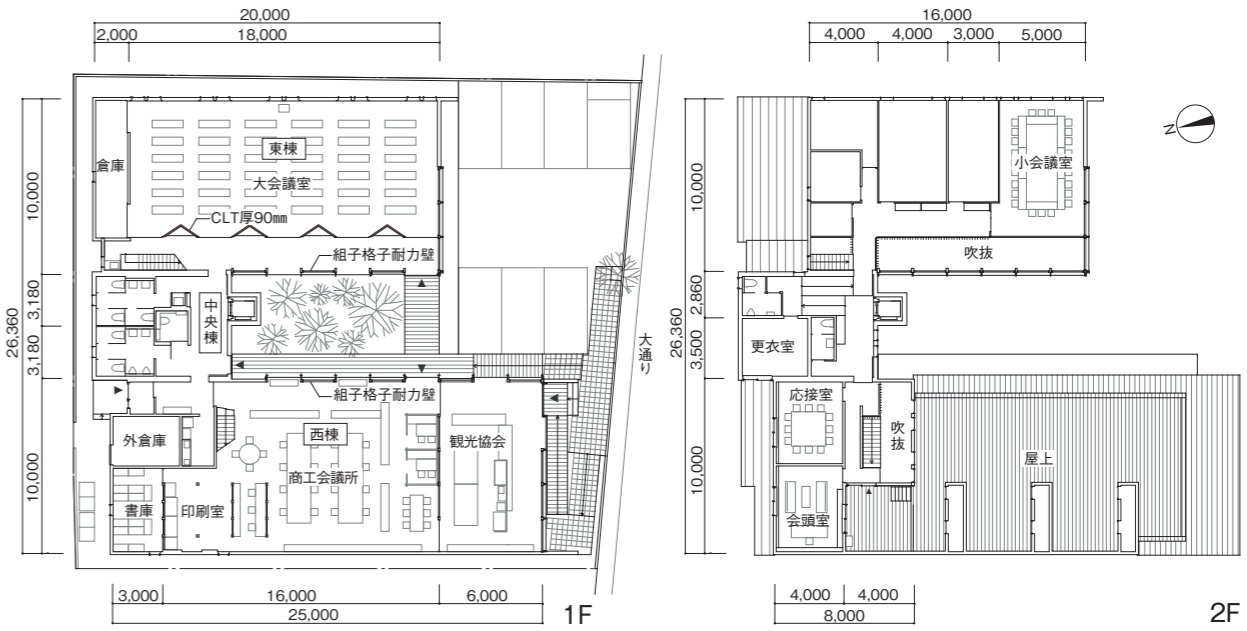 20,000
2,000
18,000
26,360
10,000
3,180
3,180
10,000
倉庫
東棟
大会議室
CLT厚90mm
組子格子耐力壁
中央棟
大通り
組子格子耐力壁
外倉庫
西棟
観光協会
商工会議所
書庫
印刷室
3,000
16,000
6,000
25,000
1F
16,000
4,000
4,000
3,000
5,000
N
26,360
10,000
2,860
3,500
10,000
小会議室
吹抜
更衣室
応接室
吹抜
屋上
会頭室
4,000
4,000
8,000
2F